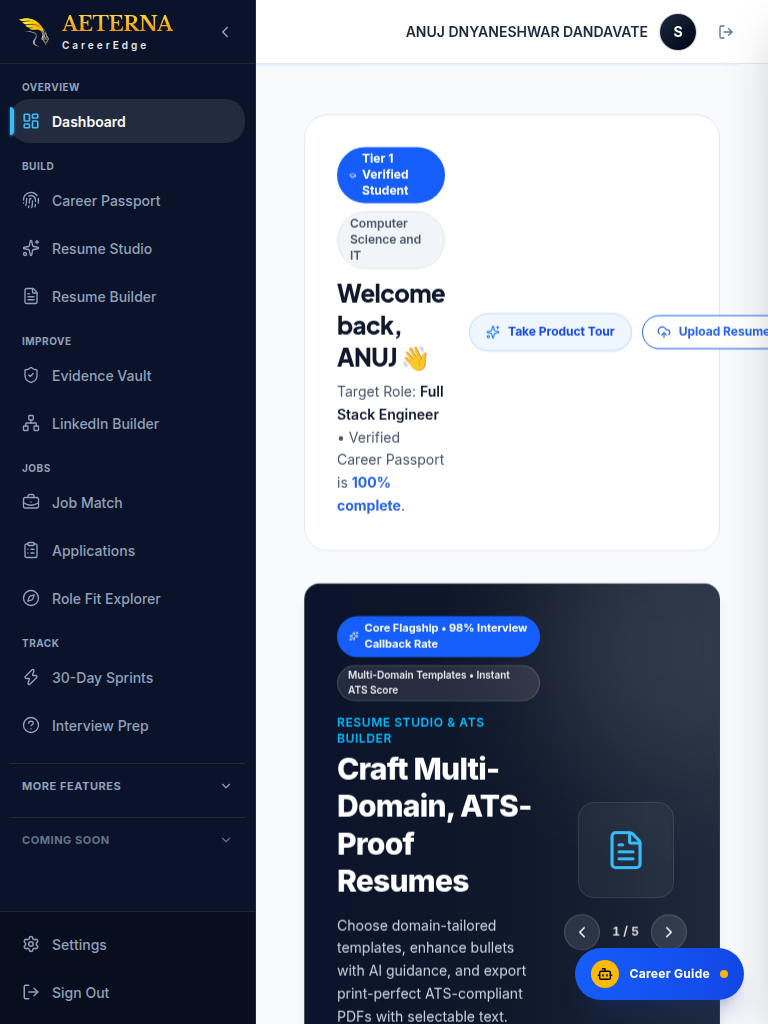 AETERNA
CareerEdge
ANUJ DNYANESHWAR DANDAVATE
S
OVERVIEW
Dashboard
BUILD
Career Passport
Resume Studio
Resume Builder
IMPROVE
Evidence Vault
LinkedIn Builder
JOBS
Job Match
Applications
Role Fit Explorer
TRACK
30-Day Sprints
Interview Prep
MORE FEATURES
COMING SOON
Settings
Sign Out
Tier 1
Verified
Student
Computer
Science and
IT
Welcome
back,
ANUJ 👋
Target Role: Full
Stack Engineer
• Verified
Career Passport
is 100%
complete.
Take Product Tour
Upload Resume
Core Flagship • 98% Interview
Callback Rate
Multi-Domain Templates • Instant
ATS Score
RESUME STUDIO & ATS
BUILDER
Craft Multi-
Domain, ATS-
Proof
Resumes
Choose domain-tailored
templates, enhance bullets
with AI guidance, and export
print-perfect ATS-compliant
PDFs with selectable text.
1 / 5
Career Guide